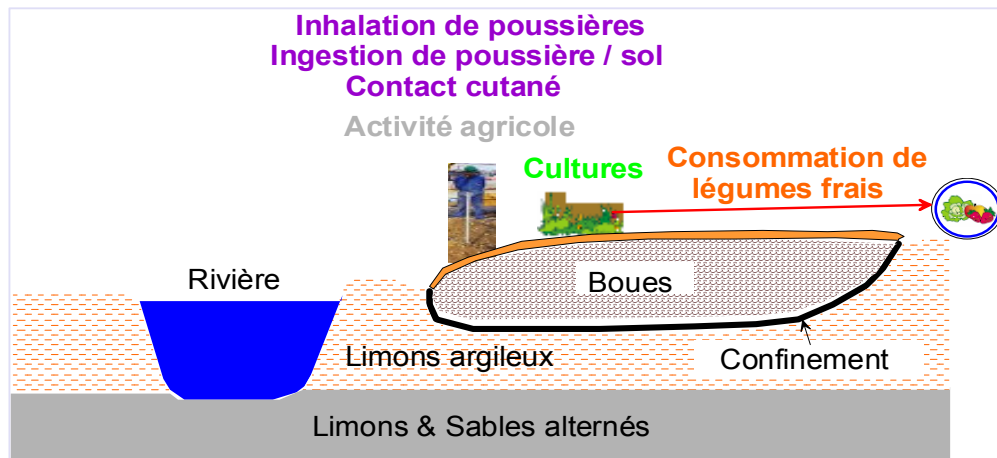 Inhalation de poussières
Ingestion de poussière / sol
Contact cutané
Activité agricole
Cultures
Consommation de
légumes frais
Rivière
Boues
Limons argileux
Confinement
Limons & Sables alternés